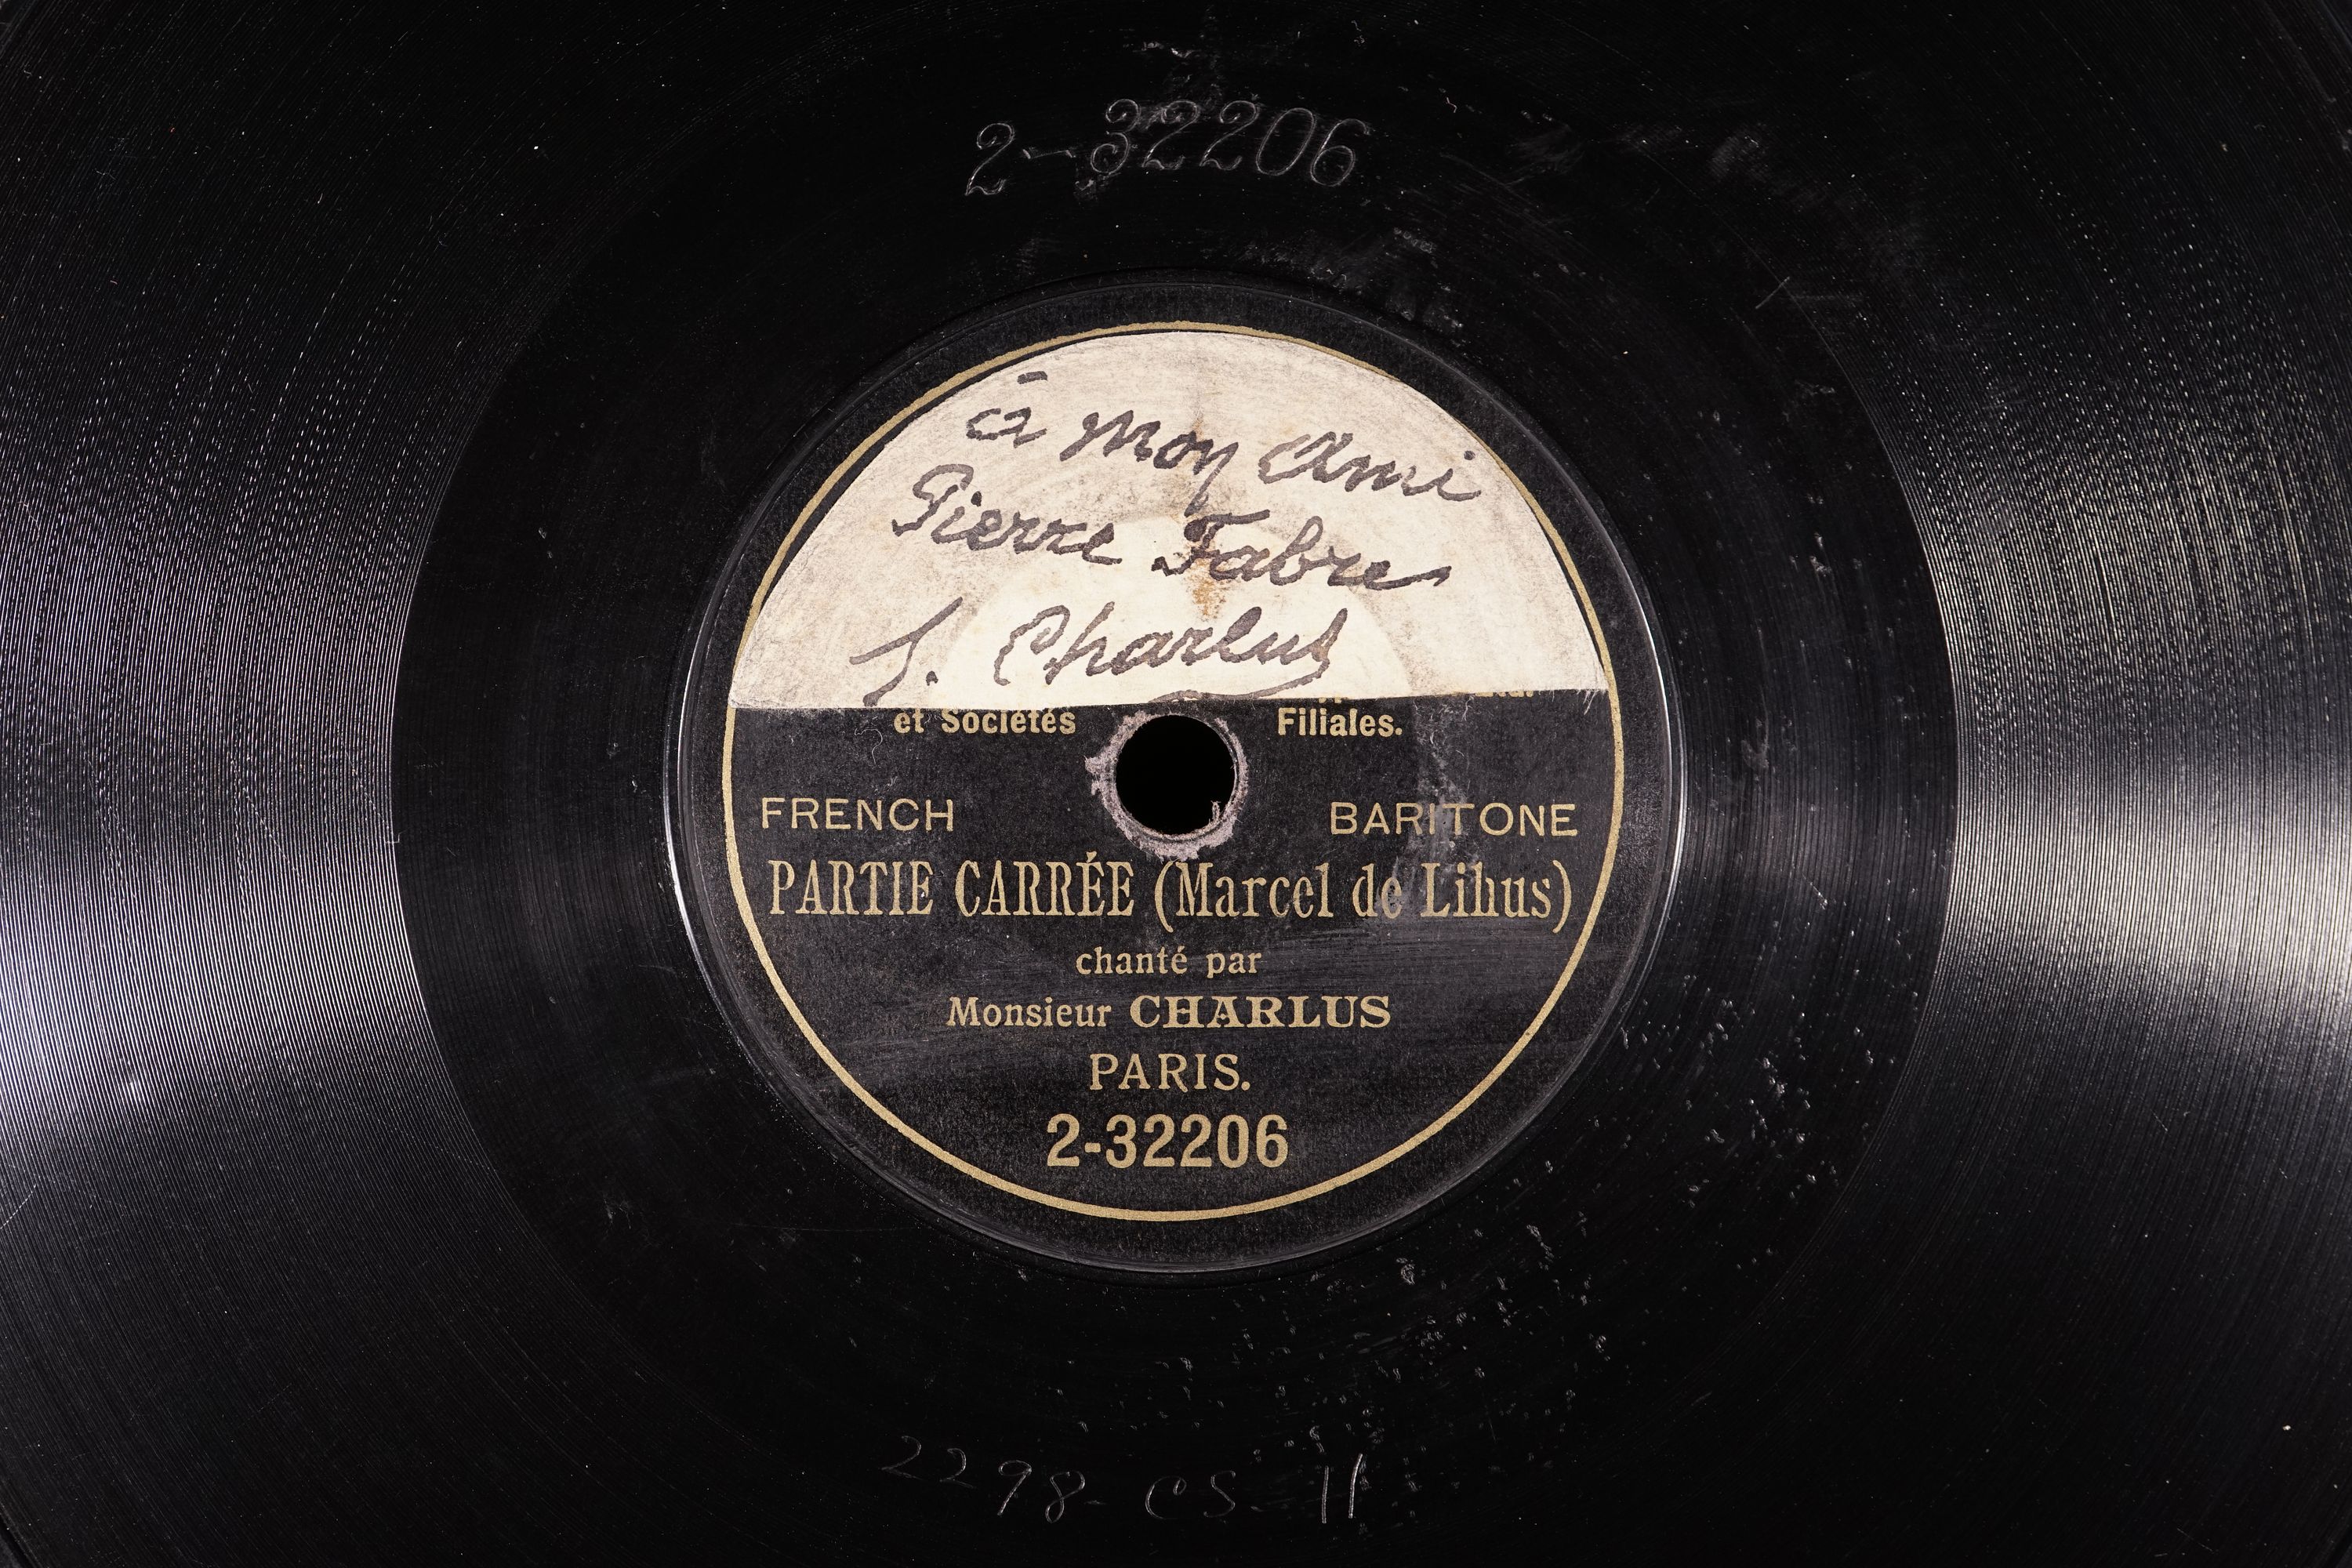 2-32206
à moy Ami
Pierre Fabre
J. Charlus
et Sociétés Filiales.
FRENCH BARITONE
PARTIE CARRÉE (Marcel de Lihus)
chanté par
Monsieur CHARLUS
PARIS.
2-32206
2298 CS 11